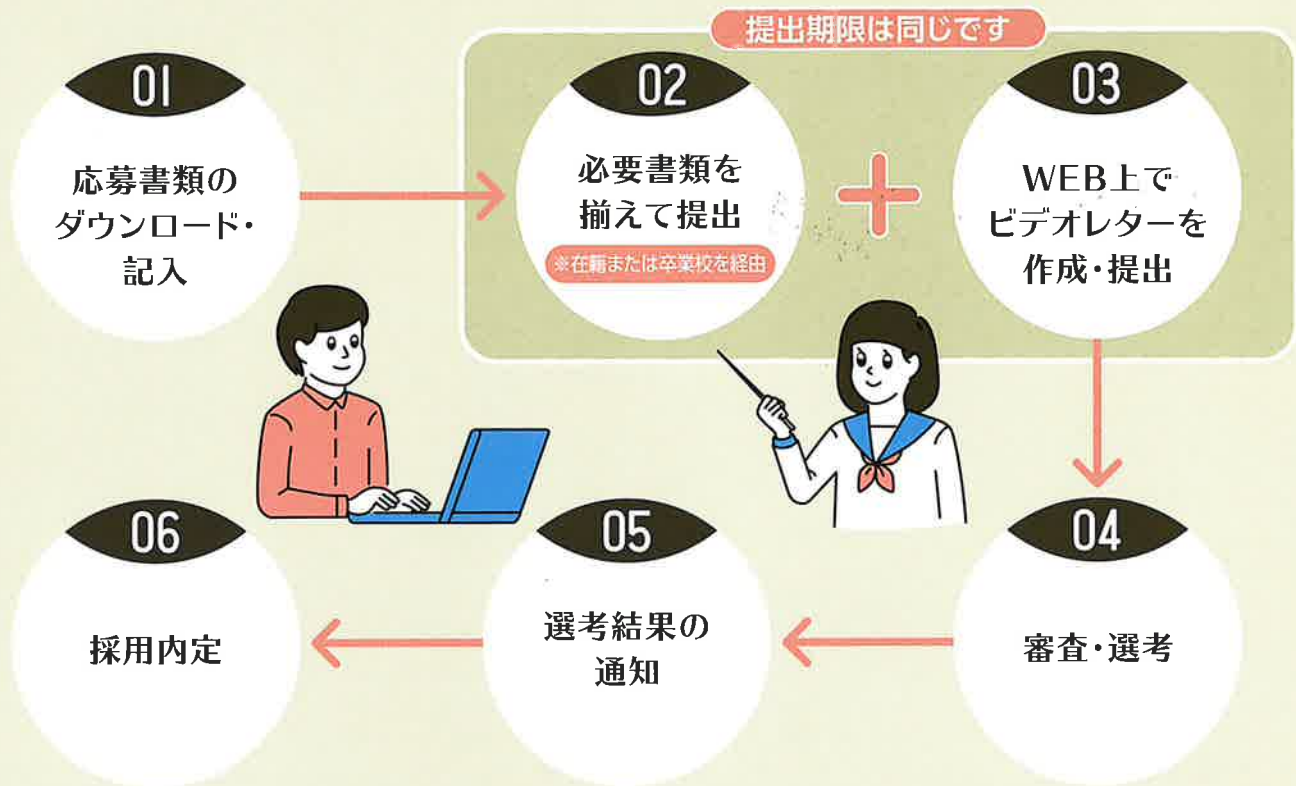 提出期限は同じです
01
応募書類の
ダウンロード・
記入
02
必要書類を
揃えて提出
※在籍または卒業校を経由
03
WEB上で
ビデオレターを
作成・提出
04
審査・選考
05
選考結果の
通知
06
採用内定